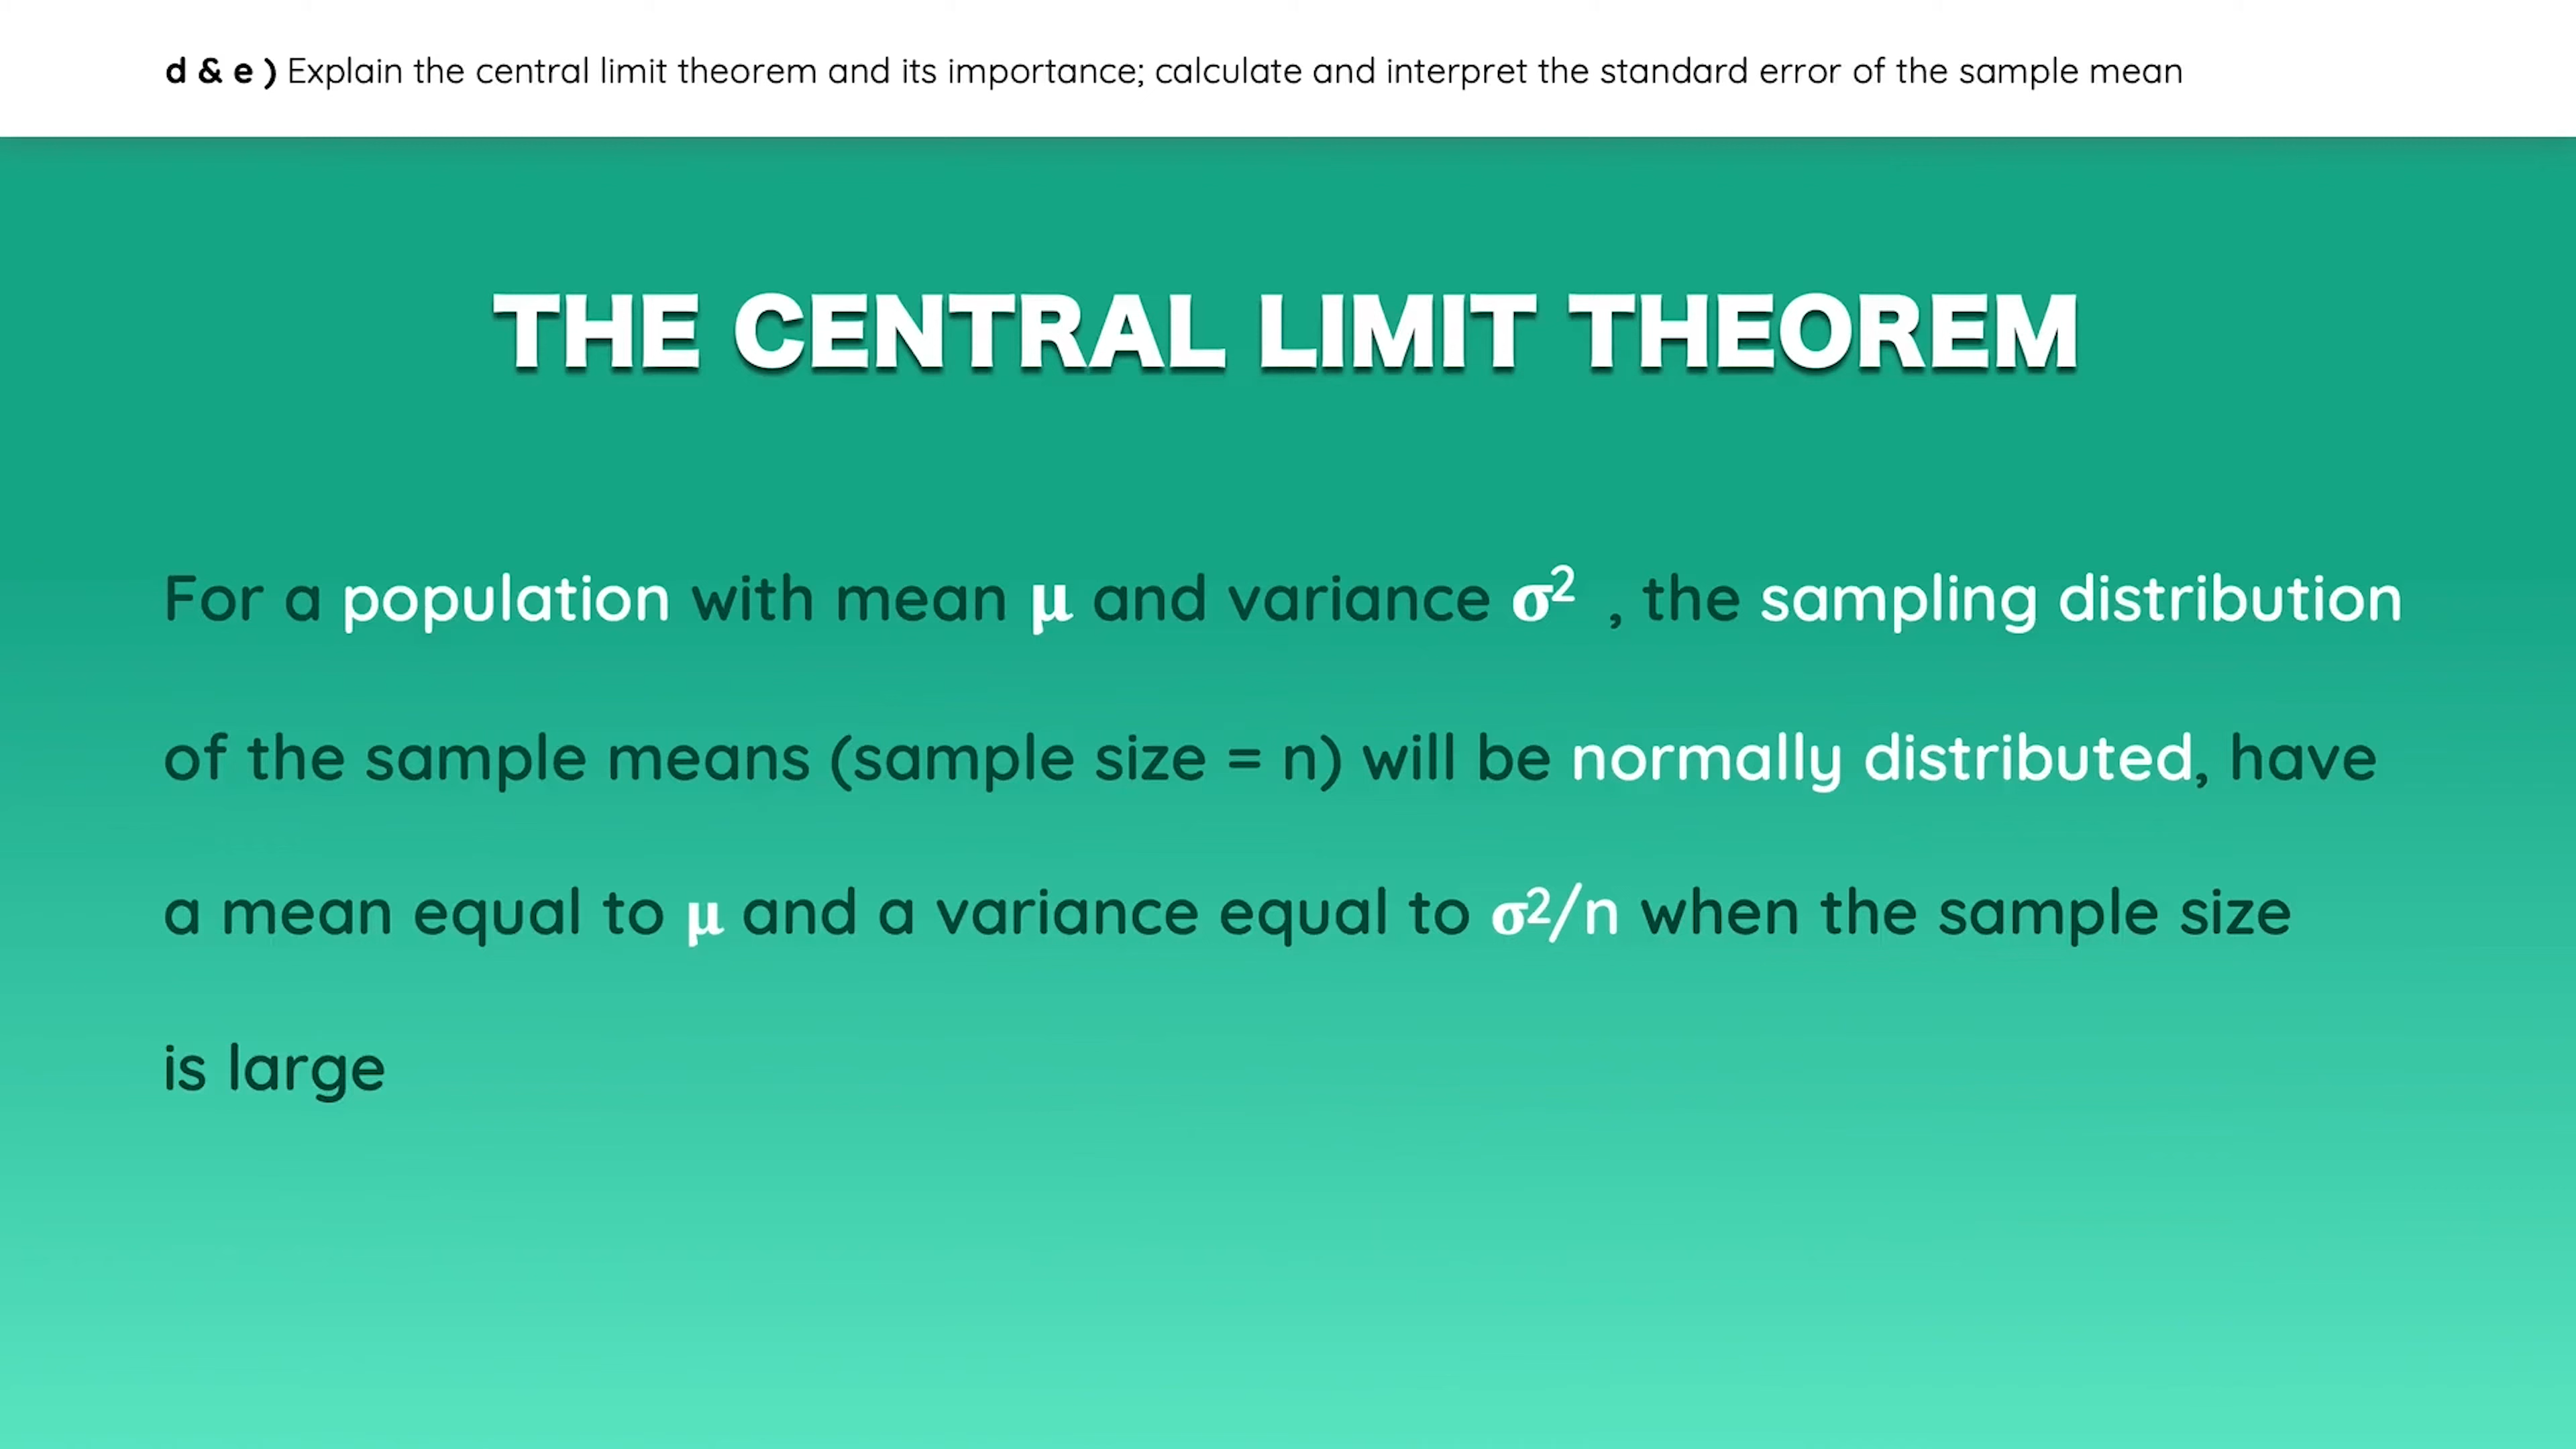 d & e ) Explain the central limit theorem and its importance; calculate and interpret the standard error of the sample mean
THE CENTRAL LIMIT THEOREM
For a population with mean μ and variance σ² , the sampling distribution
of the sample means (sample size = n) will be normally distributed, have
a mean equal to μ and a variance equal to σ²/n when the sample size
is large